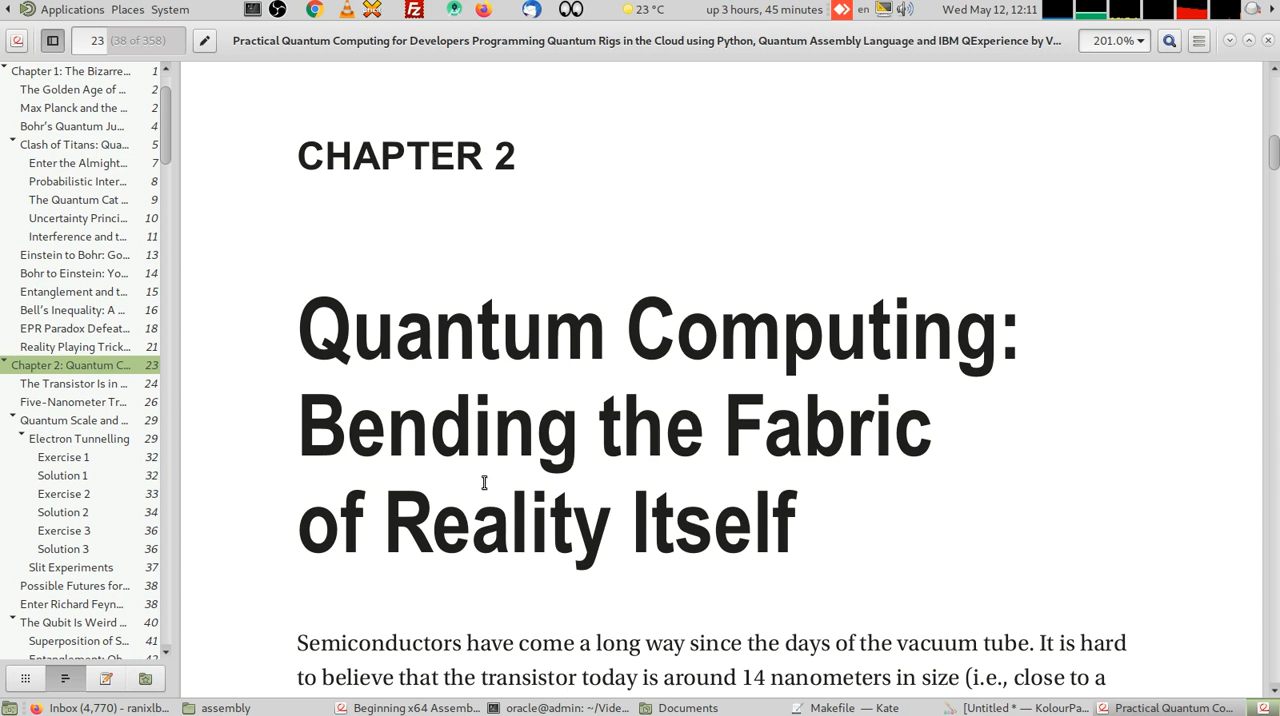 Applications Places System
23 °C
up 3 hours, 45 minutes
en
Wed May 12, 12:11
23 (38 of 358)
Practical Quantum Computing for Developers Programming Quantum Rigs in the Cloud using Python, Quantum Assembly Language and IBM QExperience by V...
201.0%
Chapter 1: The Bizarre... 1
The Golden Age of ... 2
Max Planck and the ... 2
Bohr's Quantum Ju... 4
Clash of Titans: Qua... 5
Enter the Almight... 7
Probabilistic Inter... 8
The Quantum Cat ... 9
Uncertainty Princi... 10
Interference and t... 11
Einstein to Bohr: Go... 13
Bohr to Einstein: Yo... 14
Entanglement and t... 15
Bell's Inequality: A ... 16
EPR Paradox Defeat... 18
Reality Playing Trick... 21
Chapter 2: Quantum C... 23
The Transistor Is in ... 24
Five-Nanometer Tr... 26
Quantum Scale and ... 29
Electron Tunnelling 29
Exercise 1 32
Solution 1 32
Exercise 2 33
Solution 2 34
Exercise 3 36
Solution 3 36
Slit Experiments 37
Possible Futures for... 38
Enter Richard Feyn... 38
The Qubit Is Weird ... 40
Superposition of S... 41
CHAPTER 2
Quantum Computing:
Bending the Fabric
of Reality Itself
Semiconductors have come a long way since the days of the vacuum tube. It is hard
to believe that the transistor today is around 14 nanometers in size (i.e., close to a
Inbox (4,770) - ranixlb...
assembly
Beginning x64 Assemb...
oracle@admin: ~/Vide...
Documents
Makefile — Kate
[Untitled * — KolourPa...
Practical Quantum Co...